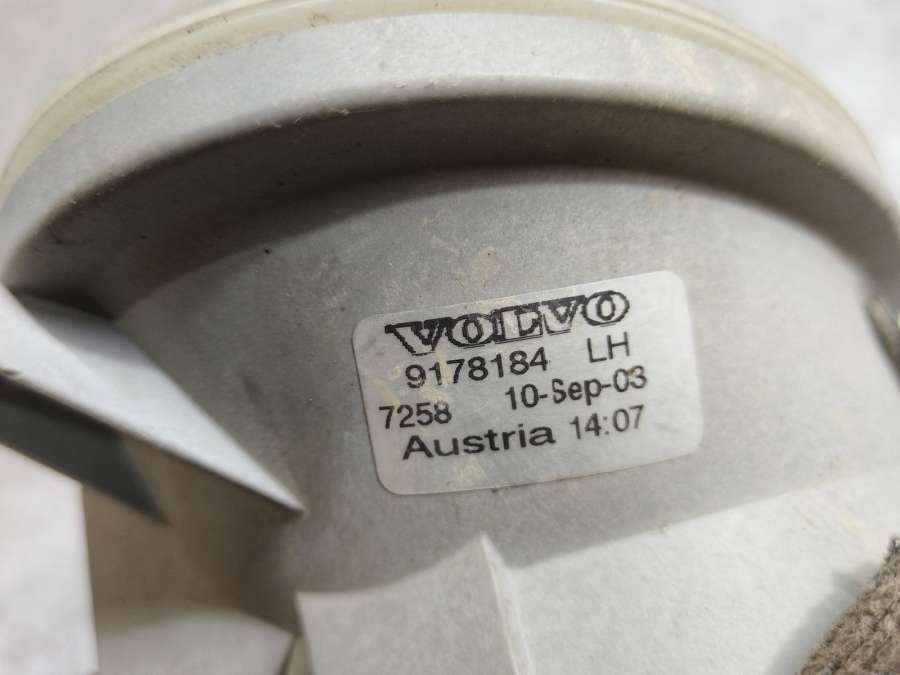 VOLVO
9178184 LH
7258 10-Sep-03
Austria 14:07